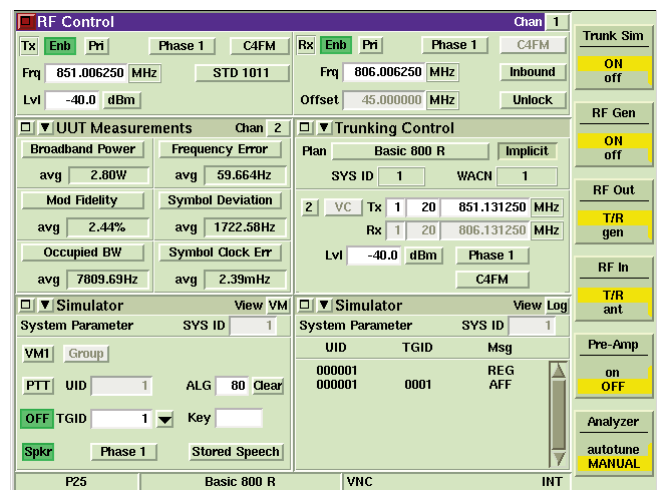 RF Control Chan 1
Tx Enb Pri Phase 1 C4FM
Frq 851.006250 MHz STD 1011
Lvl -40.0 dBm
Rx Enb Pri Phase 1 C4FM
Frq 806.006250 MHz Inbound
Offset 45.000000 MHz Unlock
UUT Measurements Chan 2
Broadband Power Frequency Error
avg 2.80W avg 59.664Hz
Mod Fidelity Symbol Deviation
avg 2.44% avg 1722.58Hz
Occupied BW Symbol Clock Err
avg 7809.69Hz avg 2.39mHz
Trunking Control
Plan Basic 800 R Implicit
SYS ID 1 WACN 1
2 VC Tx 1 20 851.131250 MHz
Rx 1 20 806.131250 MHz
Lvl -40.0 dBm Phase 1
C4FM
Simulator View VM
System Parameter SYS ID 1
VM1 Group
PTT UID 1 ALG 80 Clear
OFF TGID 1 Key
Spkr Phase 1 Stored Speech
Simulator View Log
System Parameter SYS ID 1
UID TGID Msg
000001 REG
000001 0001 AFF
P25 Basic 800 R VNC INT
Trunk Sim
ON
off
RF Gen
ON
off
RF Out
T/R
gen
RF In
T/R
ant
Pre-Amp
on
OFF
Analyzer
autotune
MANUAL